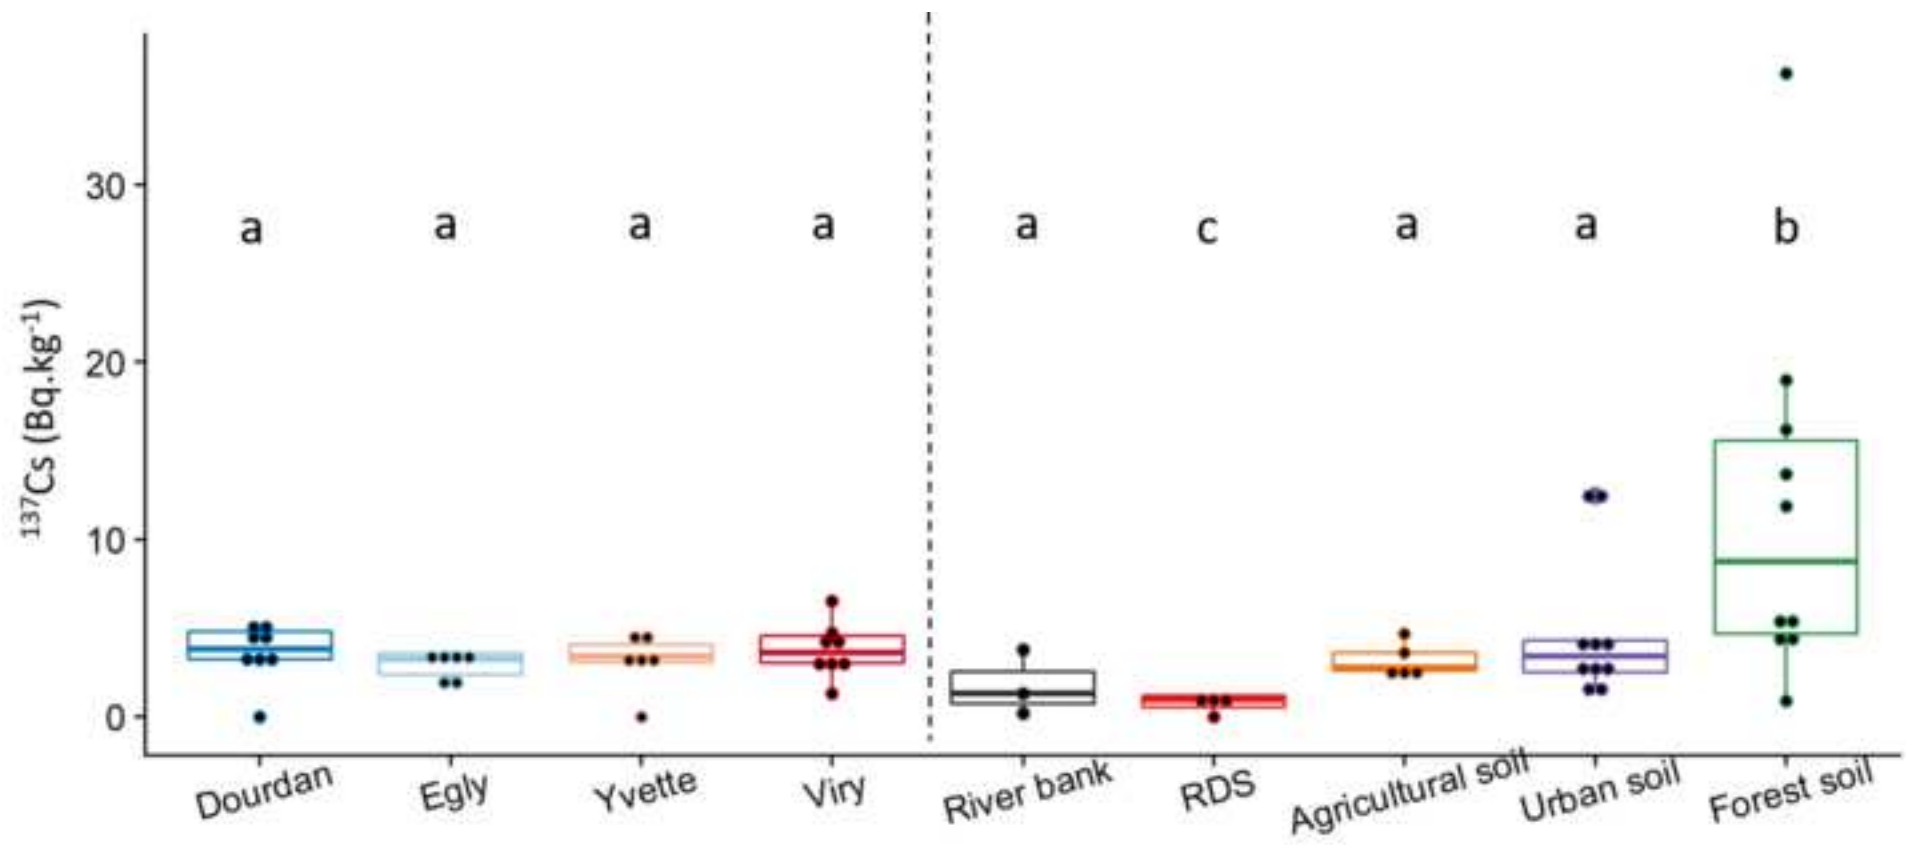 30
a a a a a c a a b
20
¹³⁷Cs (Bq.kg⁻¹)
10
0
Dourdan Egly Yvette Viry River bank RDS Agricultural soil Urban soil Forest soil